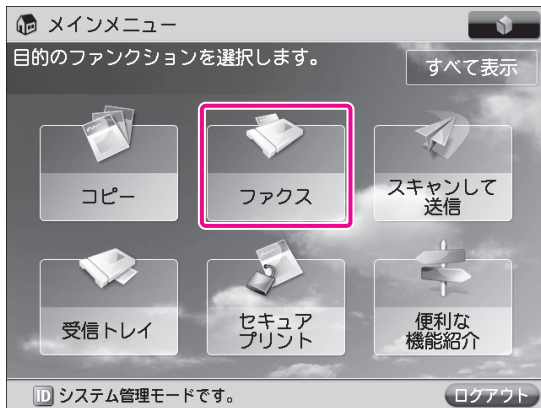 メインメニュー
目的のファンクションを選択します。
すべて表示
コピー
ファクス
スキャンして
送信
受信トレイ
セキュア
プリント
便利な
機能紹介
ID システム管理モードです。
ログアウト